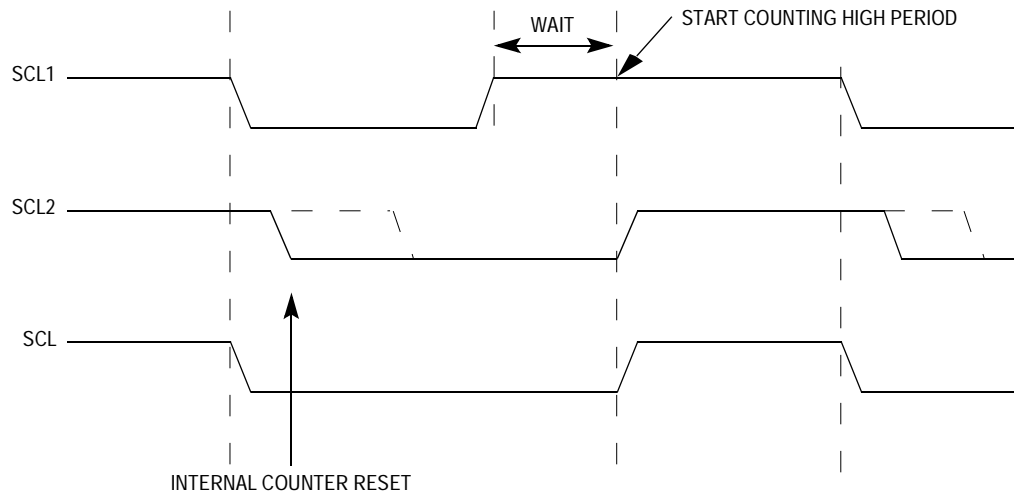 WAIT
START COUNTING HIGH PERIOD
SCL1
SCL2
SCL
INTERNAL COUNTER RESET